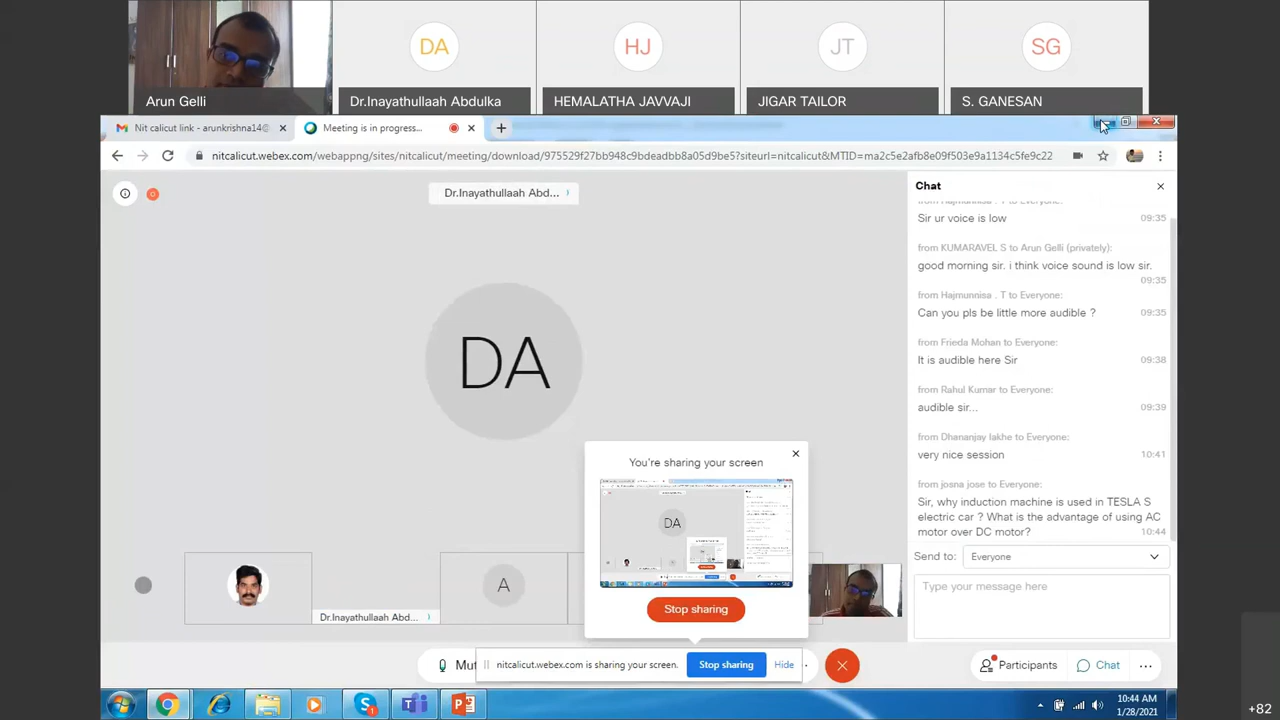 DA
HJ
JT
SG
Arun Gelli
Dr.Inayathullaah Abdulka
HEMALATHA JAVVAJI
JIGAR TAILOR
S. GANESAN
Nit calicut link - arunkrishna14@
Meeting is in progress...
nitcalicut.webex.com/webappng/sites/nitcalicut/meeting/download/975529f27bb948c9bdeadbb8a05d9be5?siteurl=nitcalicut&MTID=ma2c5e2afb8e09f503e9a1134c5fe9c22
Dr.Inayathullaah Abd...
Chat
from Hajmunnisa . T to Everyone:
Sir ur voice is low
09:35
from KUMARAVEL S to Arun Gelli (privately):
good morning sir. i think voice sound is low sir.
09:35
from Hajmunnisa . T to Everyone:
Can you pls be little more audible ?
09:35
from Frieda Mohan to Everyone:
It is audible here Sir
09:38
from Rahul Kumar to Everyone:
audible sir...
09:39
from Dhananjay lakhe to Everyone:
very nice session
10:41
from josna jose to Everyone:
Sir, why induction machine is used in TESLA S
electric car ? What is the advantage of using AC
motor over DC motor?
10:44
DA
You're sharing your screen
DA
Stop sharing
A
Dr.Inayathullaah Abd...
Send to:
Everyone
Type your message here
Mut
nitcalicut.webex.com is sharing your screen.
Stop sharing
Hide
Participants
Chat
10:44 AM
1/28/2021
+82